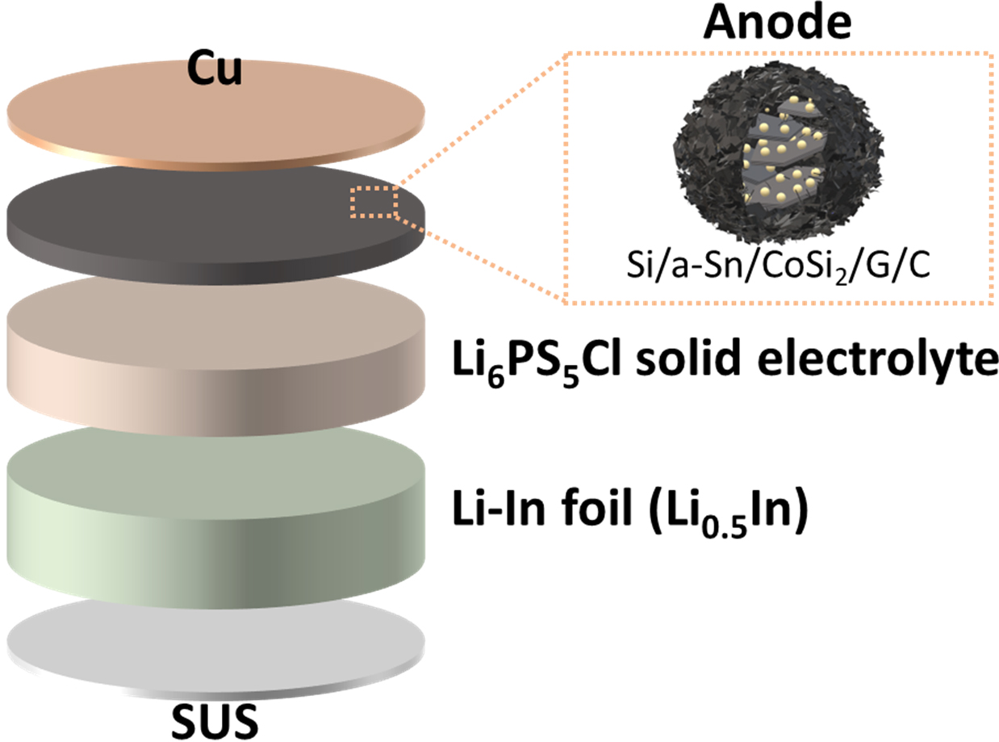 Anode
Cu
Si/a-Sn/CoSi₂/G/C
Li₆PS₅Cl solid electrolyte
Li-In foil (Li₀.₅In)
SUS